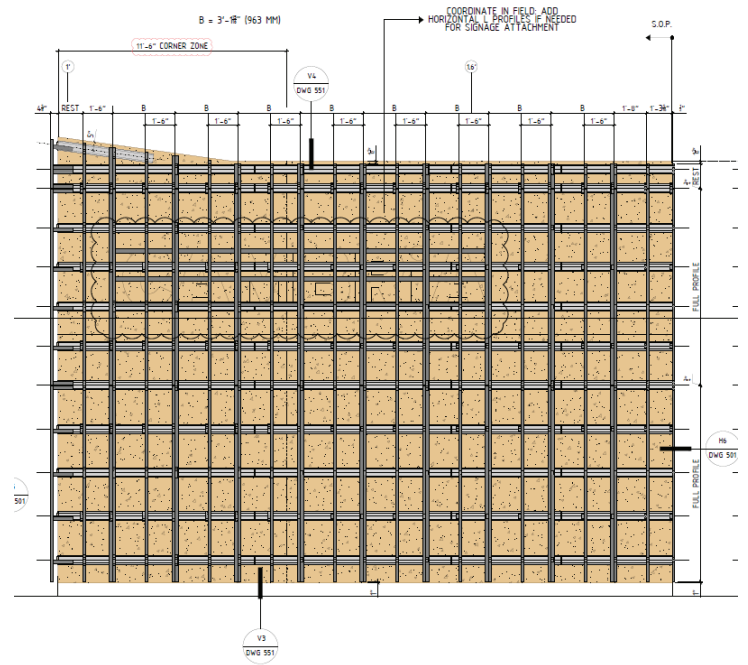 B = 3'-1⅞" (963 MM)
COORDINATE IN FIELD; ADD
HORIZONTAL L PROFILES IF NEEDED
FOR SIGNAGE ATTACHMENT
S.O.P.
11'-6" CORNER ZONE
1'
V4
DWG 551
16'
REST 1'-6" B B B B B B B B 1'-3⅜"
1'-6" 1'-6" 1'-6" 1'-6" 1'-6" 1'-6" 1'-6" 1'-6"
REST
FULL PROFILE
H6
DWG 501
FULL PROFILE
501
1"
1"
V3
DWG 551